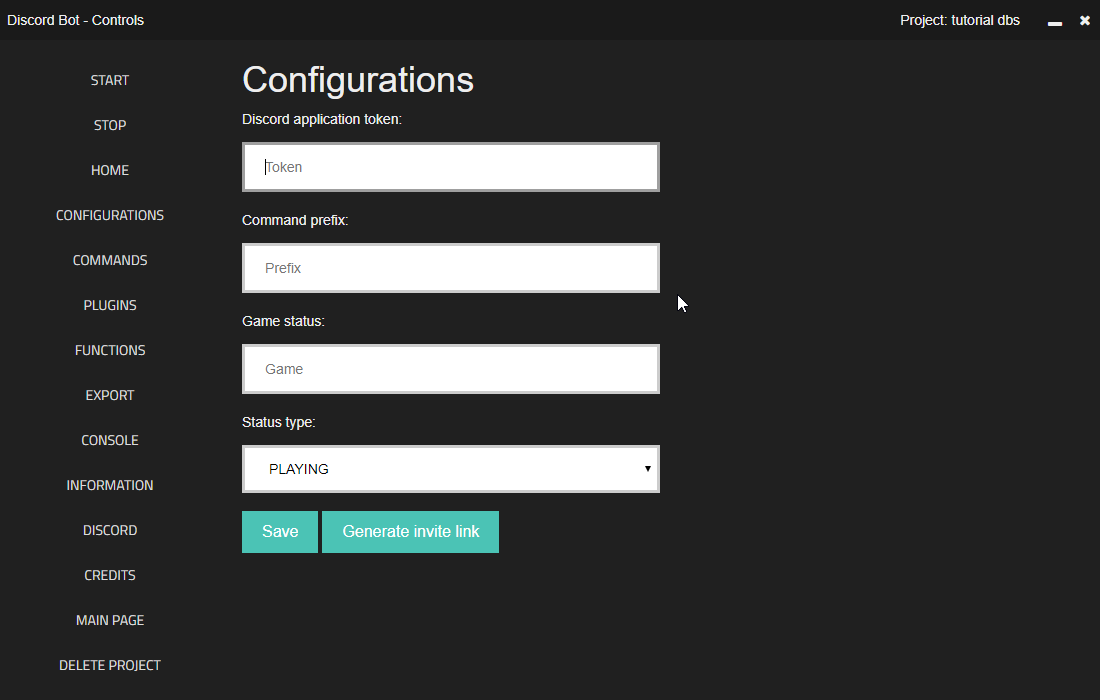 Discord Bot - Controls
Project: tutorial dbs
START
STOP
HOME
CONFIGURATIONS
COMMANDS
PLUGINS
FUNCTIONS
EXPORT
CONSOLE
INFORMATION
DISCORD
CREDITS
MAIN PAGE
DELETE PROJECT
Configurations
Discord application token:
Token
Command prefix:
Prefix
Game status:
Game
Status type:
PLAYING
Save
Generate invite link